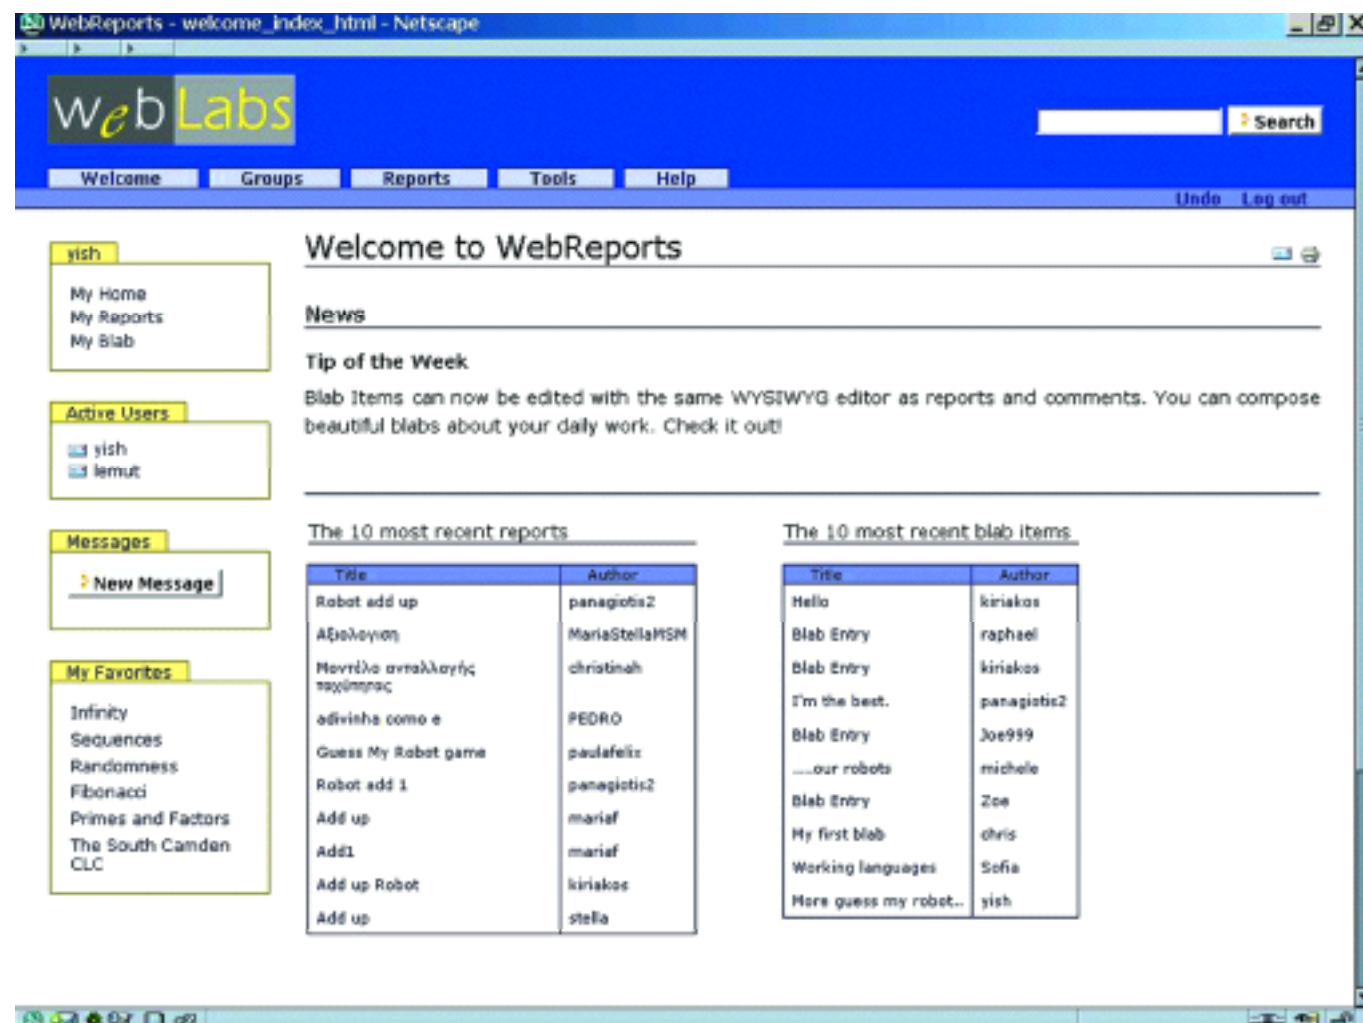 WebReports - welcome_index_html - Netscape
webLabs
Search
Welcome Groups Reports Tools Help
Undo Log out
yish
My Home
My Reports
My Blab
Active Users
yish
lemut
Messages
New Message
My Favorites
Infinity
Sequences
Randomness
Fibonacci
Primes and Factors
The South Camden
CLC
Welcome to WebReports
News
Tip of the Week
Blab Items can now be edited with the same WYSIWYG editor as reports and comments. You can compose
beautiful blabs about your daily work. Check it out!
The 10 most recent reports
Title Author
Robot add up panagiotis2
Αξιολογιση MariaStellaMSM
Μοντέλο ανταλλαγής christinah
ταχύτητας
adivinha como e PEDRO
Guess My Robot game paulafelix
Robot add 1 panagiotis2
Add up mariaf
Add1 mariaf
Add up Robot kiriakos
Add up stella
The 10 most recent blab items
Title Author
Hello kiriakos
Blab Entry raphael
Blab Entry kiriakos
I'm the best. panagiotis2
Blab Entry Joe999
....our robots michele
Blab Entry Zoe
My first blab chris
Working languages Sofia
More guess my robot.. yish